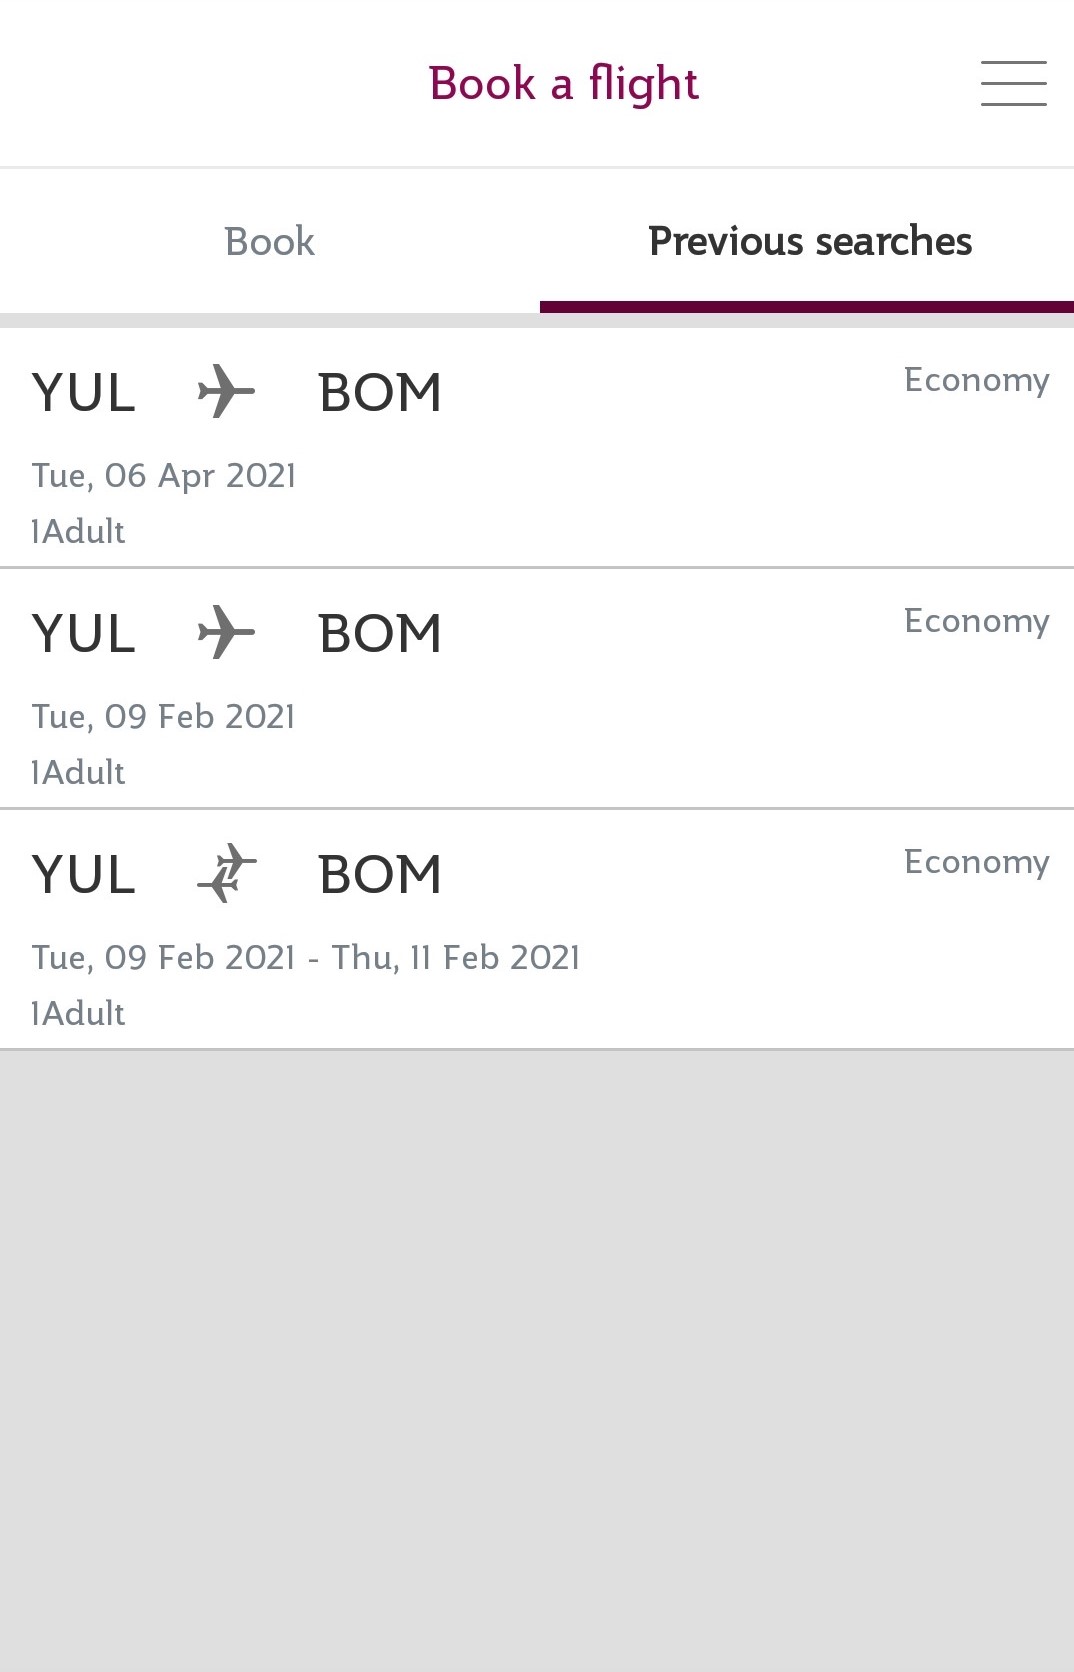 Book a flight
Book
Previous searches
YUL BOM Economy
Tue, 06 Apr 2021
1Adult
YUL BOM Economy
Tue, 09 Feb 2021
1Adult
YUL BOM Economy
Tue, 09 Feb 2021 - Thu, 11 Feb 2021
1Adult